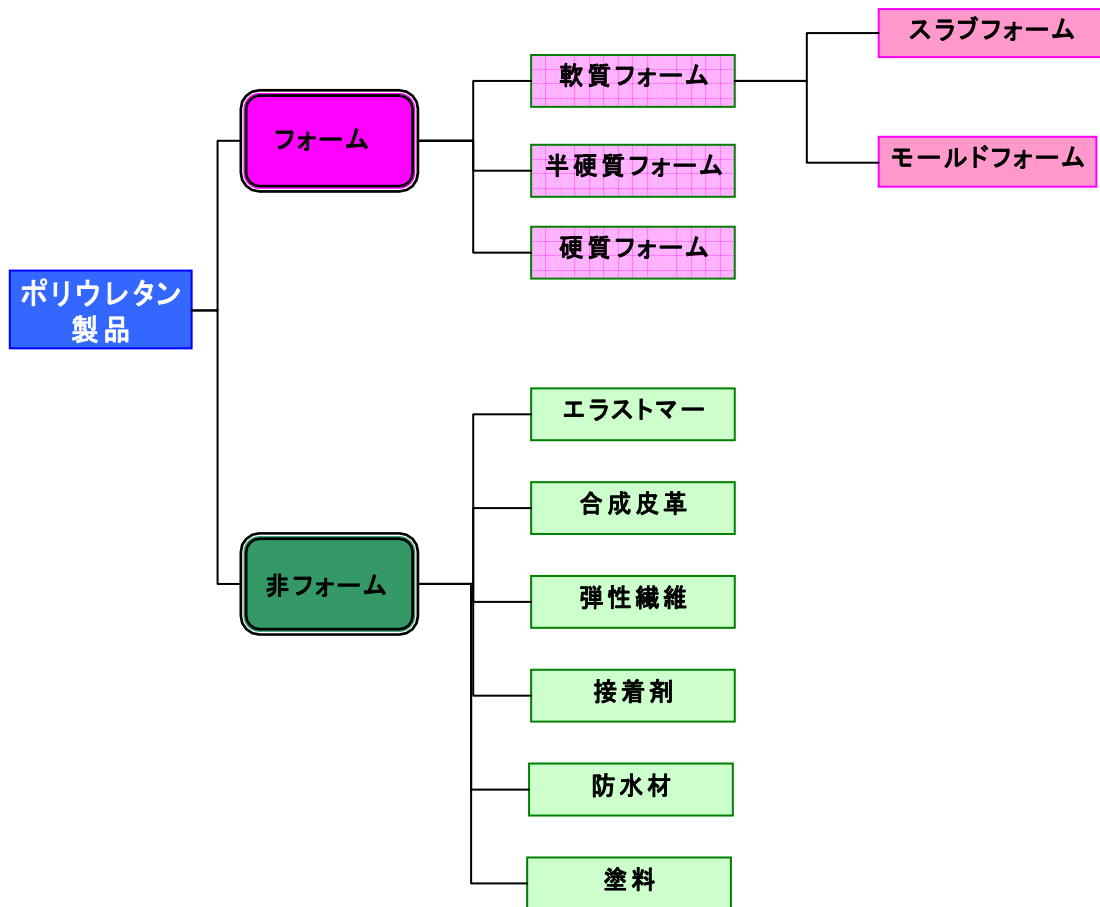 ポリウレタン
製品
フォーム
軟質フォーム
スラブフォーム
モールドフォーム
半硬質フォーム
硬質フォーム
非フォーム
エラストマー
合成皮革
弾性繊維
接着剤
防水材
塗料